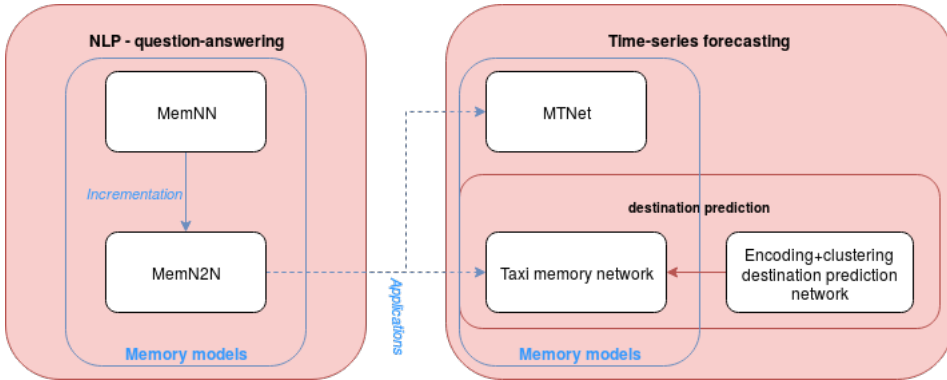 NLP - question-answering
MemNN
Incrementation
MemN2N
Memory models
Applications
Time-series forecasting
MTNet
destination prediction
Taxi memory network
Encoding+clustering
destination prediction
network
Memory models